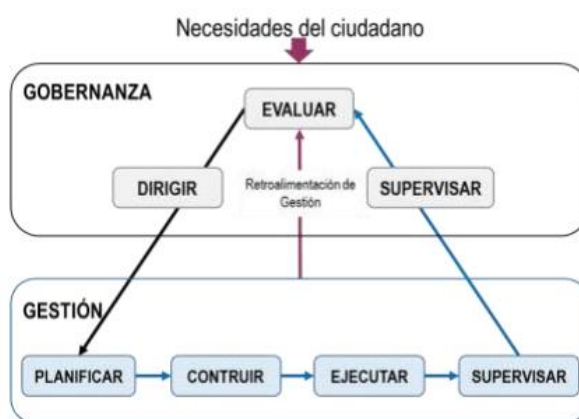 Necesidades del ciudadano
GOBERNANZA
EVALUAR
DIRIGIR
Retroalimentación de
Gestión
SUPERVISAR
GESTIÓN
PLANIFICAR
CONTRUIR
EJECUTAR
SUPERVISAR